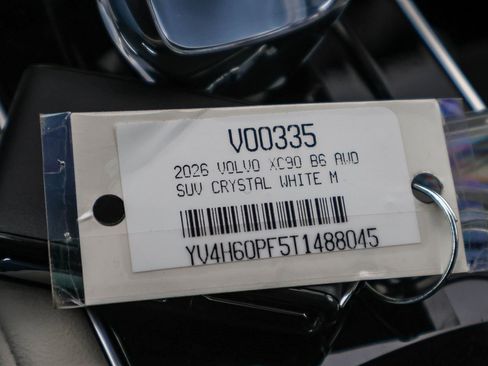 V00335
2026 VOLVO XC90 B6 AWD
SUV CRYSTAL WHITE M
YV4H60PF5T1488045